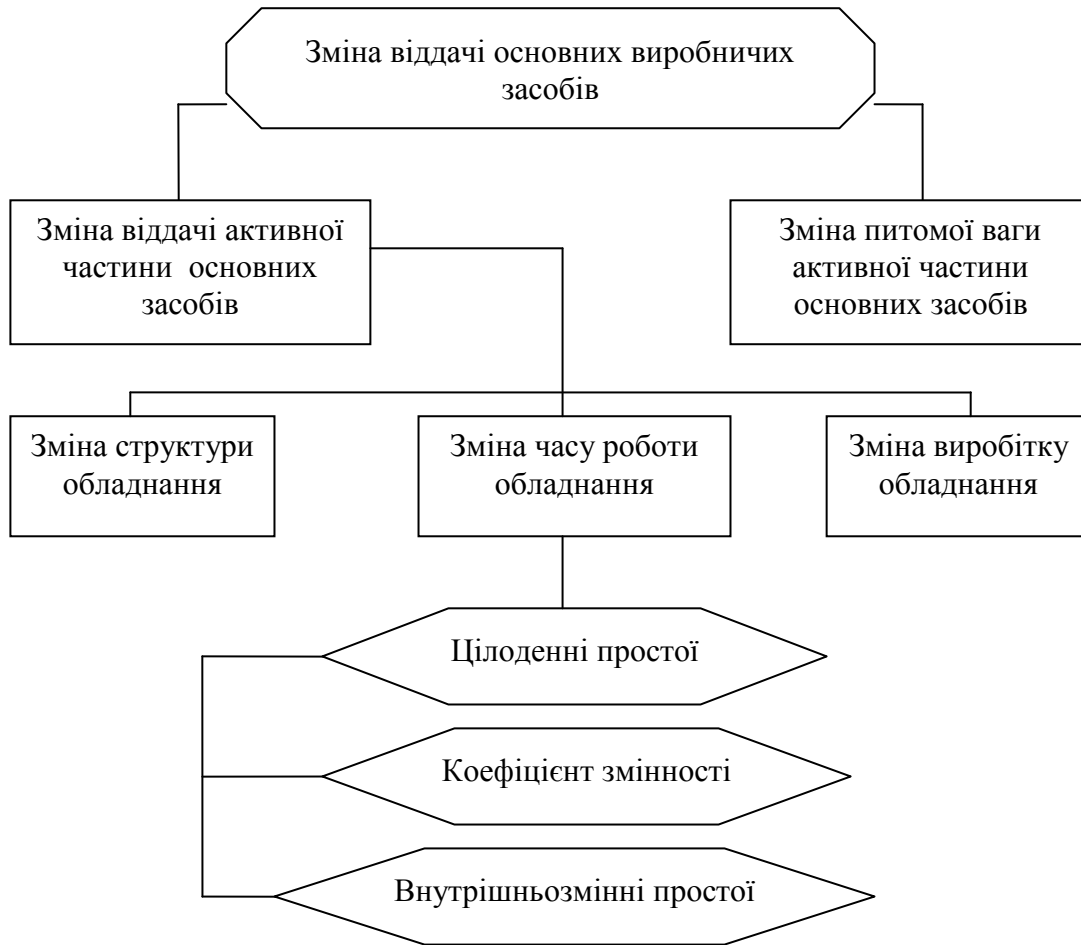 Зміна віддачі основних виробничих
засобів
Зміна віддачі активної
частини основних
засобів
Зміна питомої ваги
активної частини
основних засобів
Зміна структури
обладнання
Зміна часу роботи
обладнання
Зміна виробітку
обладнання
Цілоденні простої
Коефіцієнт змінності
Внутрішньозмінні простої